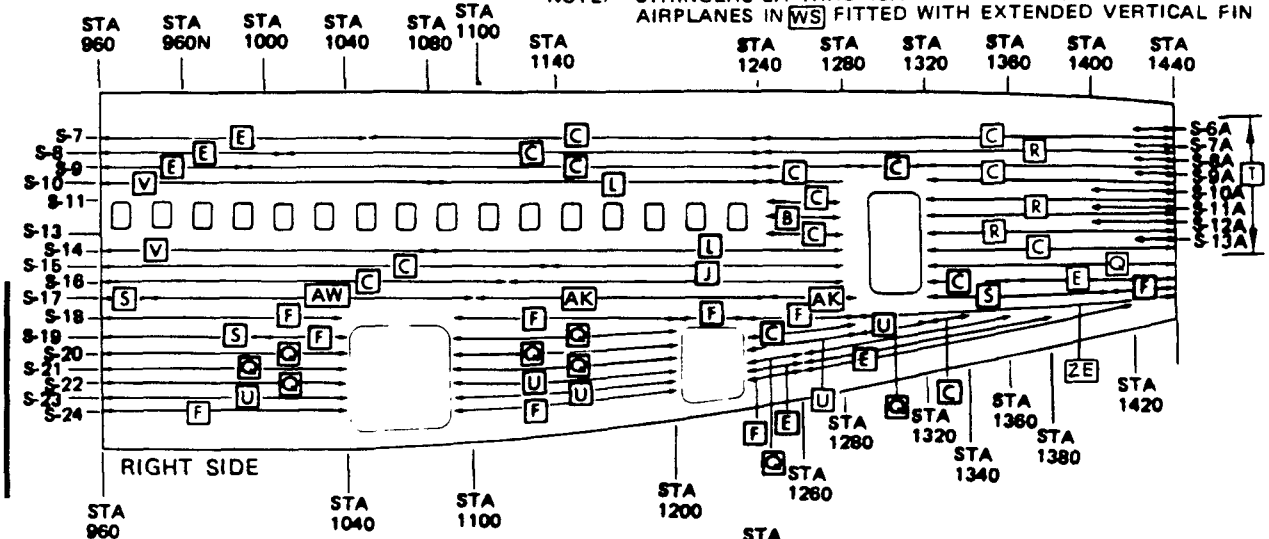 AIRPLANES IN WS FITTED WITH EXTENDED VERTICAL FIN
STA 960
STA 960N
STA 1000
STA 1040
STA 1080
STA 1100
STA 1140
STA 1240
STA 1280
STA 1320
STA 1360
STA 1400
STA 1440
S-7
E
C
C
S-6A
S-8
E
C
R
S-7A
S-9
E
C
C
C
S-8A
S-10
V
L
C
S-9A
T
S-11
C
S-10A
B
R
S-11A
S-13
C
R
S-12A
S-14
V
L
C
S-13A
S-15
C
J
Q
S-16
C
C
E
S-17
S
AW
AK
AK
S
F
S-18
F
F
F
F
U
S-19
S
F
Q
C
S-20
Q
Q
E
S-21
Q
Q
2E
S-22
Q
U
S-23
U
U
U
Q
C
S-24
F
F
F
E
Q
RIGHT SIDE
STA 960
STA 1040
STA 1100
STA 1200
STA 1260
STA 1280
STA 1320
STA 1340
STA 1360
STA 1380
STA 1420
STA